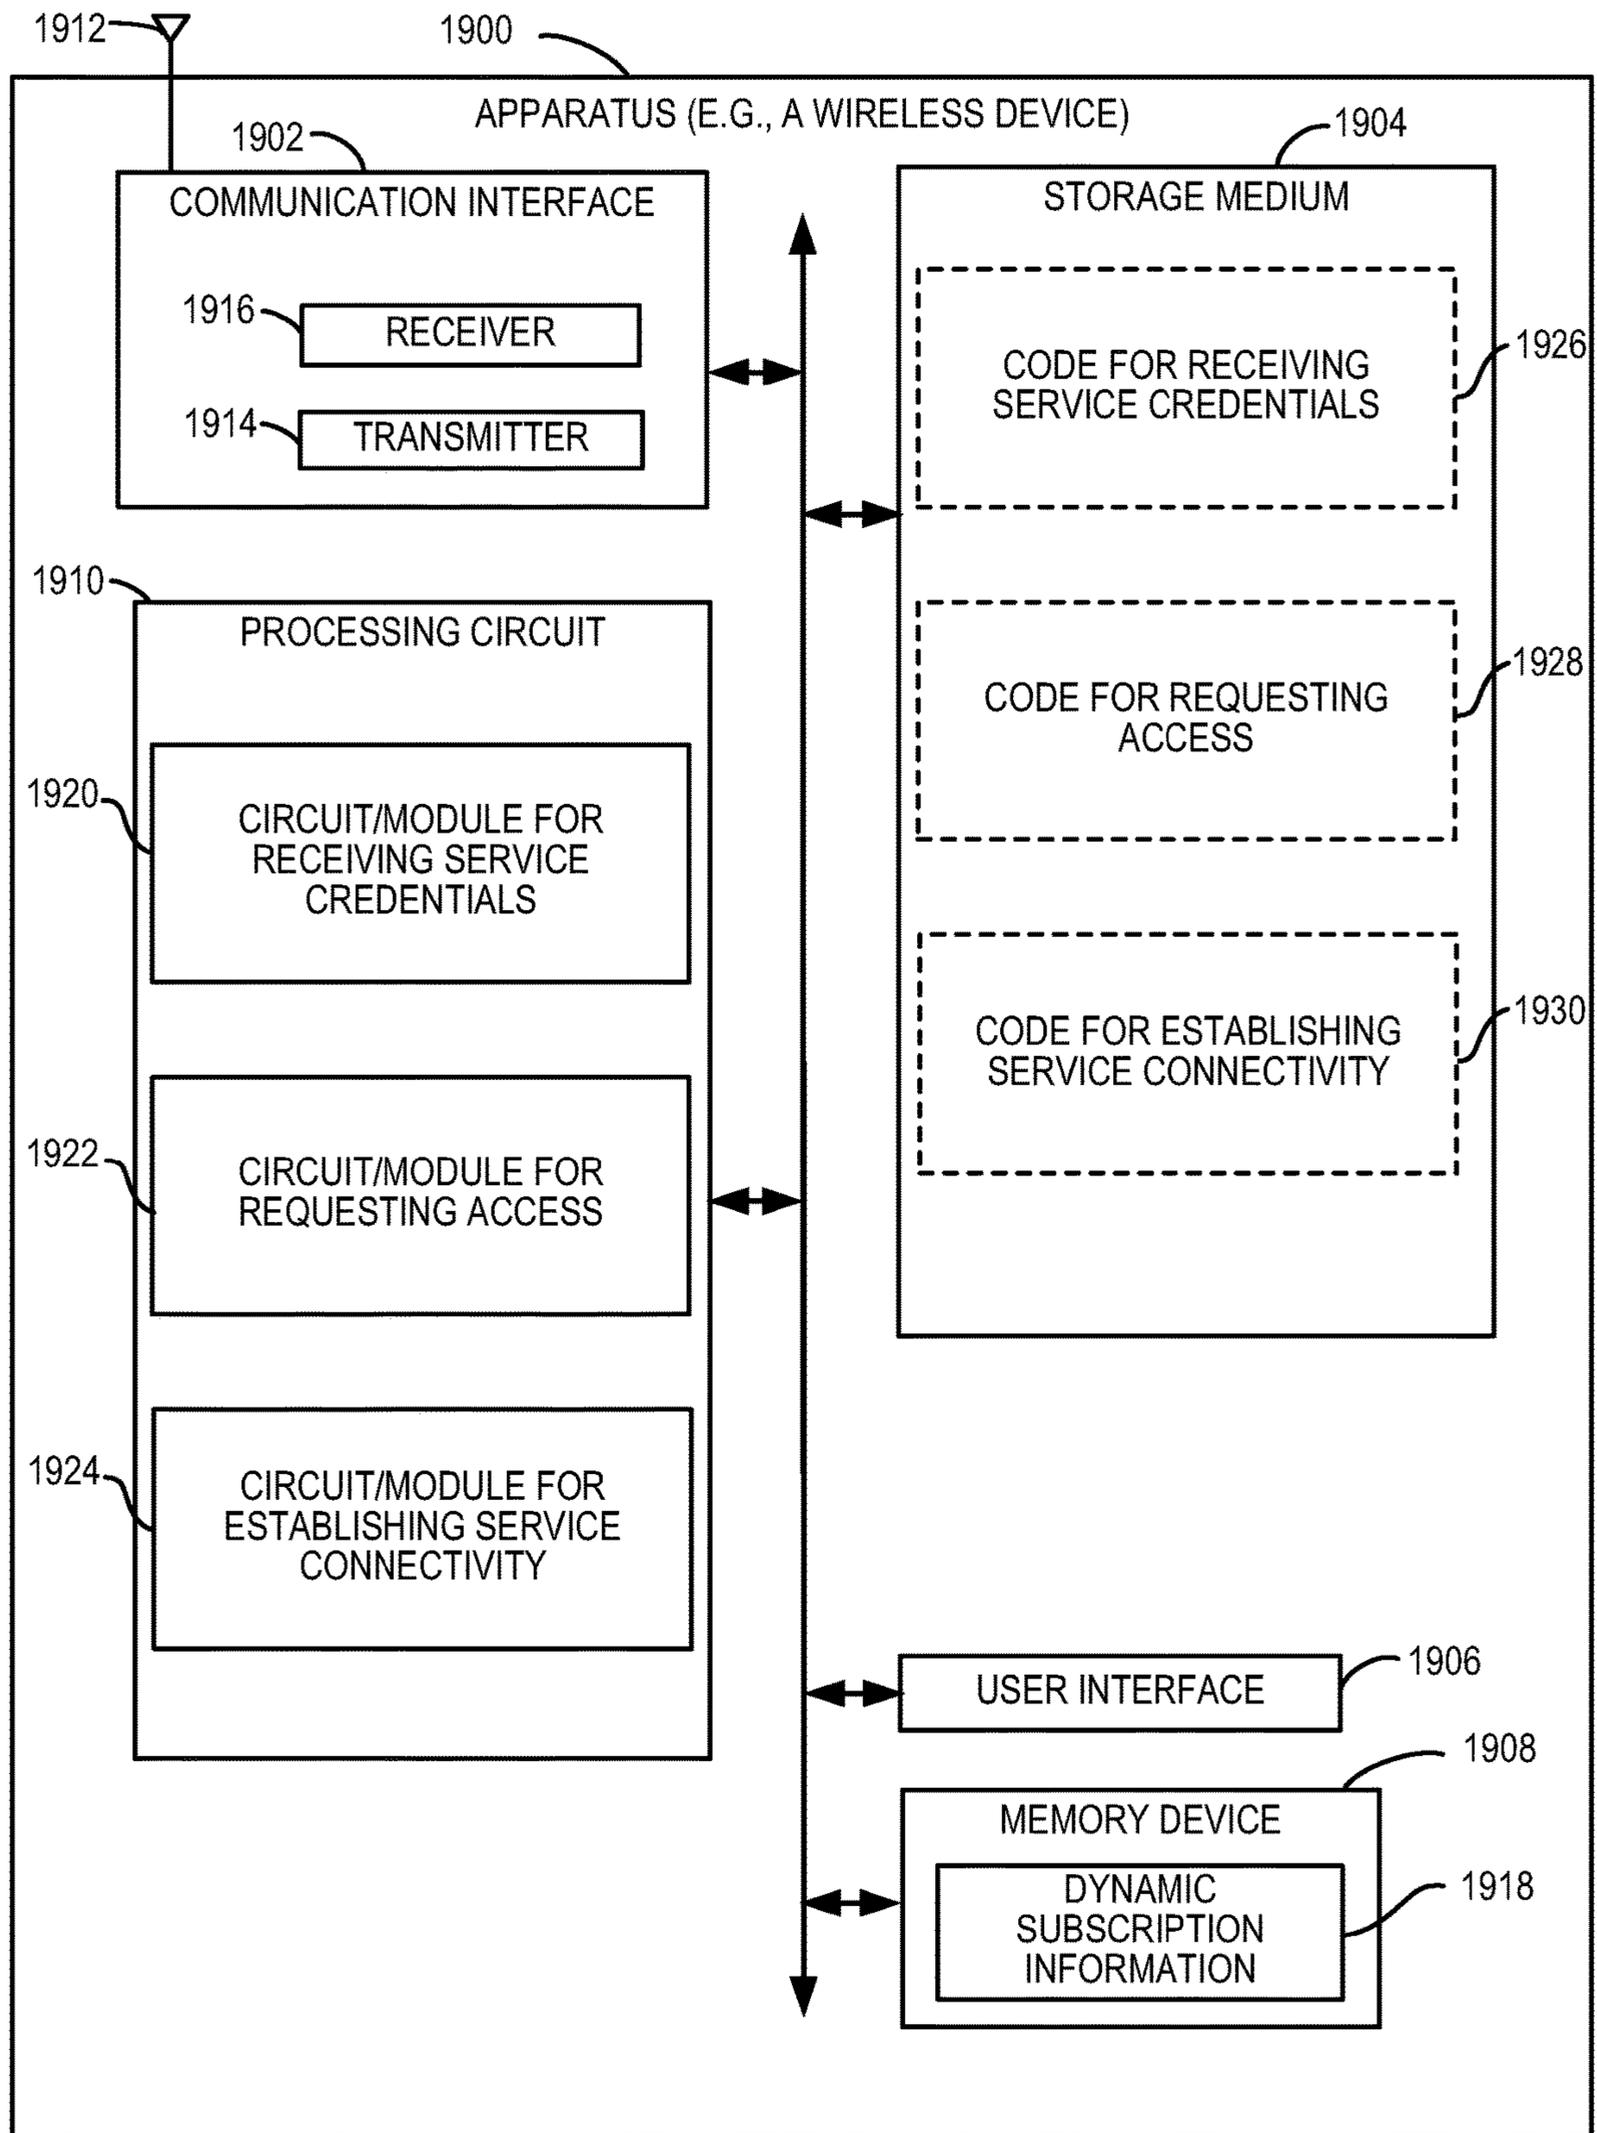 1912
1900
APPARATUS (E.G., A WIRELESS DEVICE)
1902
1904
COMMUNICATION INTERFACE
1916
RECEIVER
1914
TRANSMITTER
STORAGE MEDIUM
CODE FOR RECEIVING
SERVICE CREDENTIALS
1926
CODE FOR REQUESTING
ACCESS
1928
CODE FOR ESTABLISHING
SERVICE CONNECTIVITY
1930
1910
PROCESSING CIRCUIT
1920
CIRCUIT/MODULE FOR
RECEIVING SERVICE
CREDENTIALS
1922
CIRCUIT/MODULE FOR
REQUESTING ACCESS
1924
CIRCUIT/MODULE FOR
ESTABLISHING SERVICE
CONNECTIVITY
USER INTERFACE
1906
1908
MEMORY DEVICE
DYNAMIC
SUBSCRIPTION
INFORMATION
1918